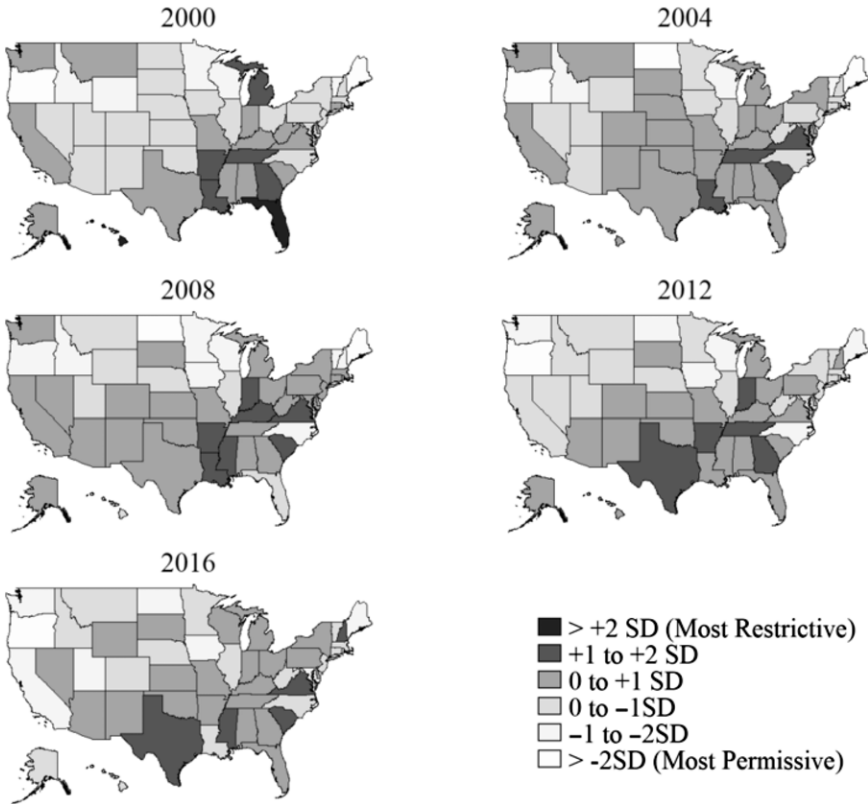 2000
2004
2008
2012
2016
> +2 SD (Most Restrictive)
+1 to +2 SD
0 to +1 SD
0 to −1SD
−1 to −2SD
> -2SD (Most Permissive)